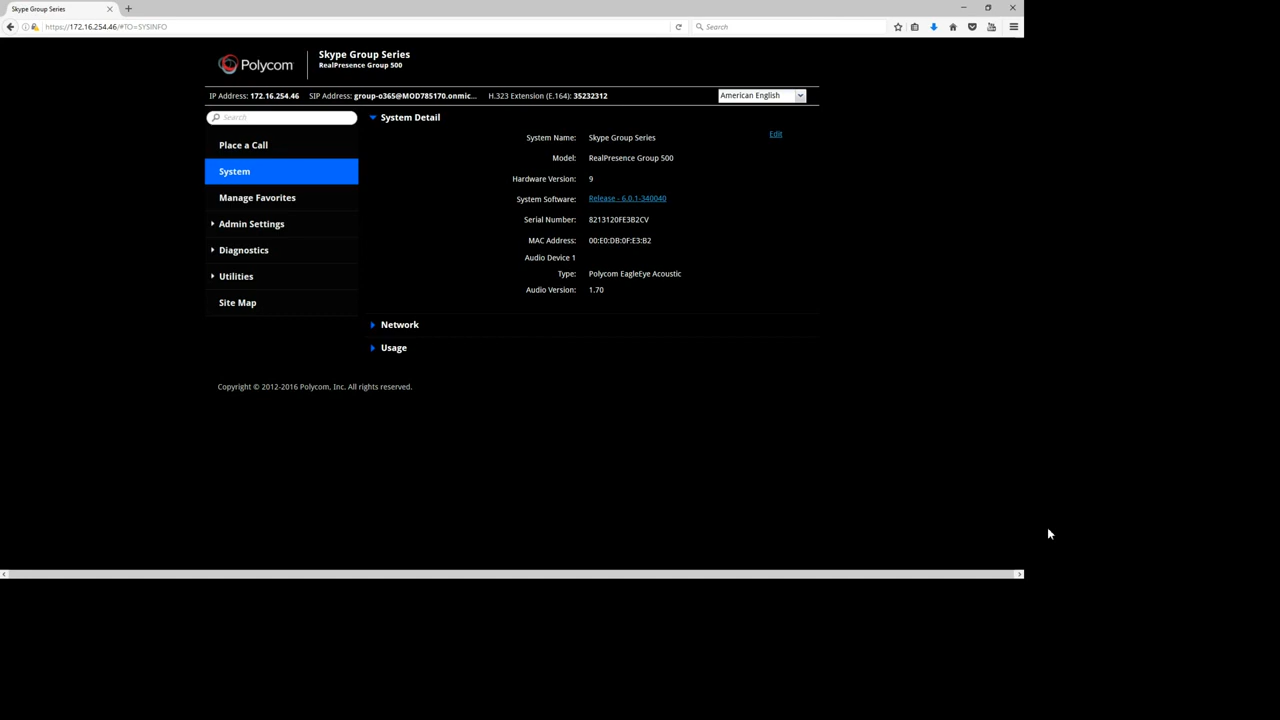 Skype Group Series
https://172.16.254.46/#TO=SYSINFO
Search
Polycom
Skype Group Series
RealPresence Group 500
IP Address: 172.16.254.46 SIP Address: group-o365@MOD785170.onmic... H.323 Extension (E.164): 35232312
American English
Search
Place a Call
System
Manage Favorites
Admin Settings
Diagnostics
Utilities
Site Map
System Detail
Edit
System Name: Skype Group Series
Model: RealPresence Group 500
Hardware Version: 9
System Software: Release - 6.0.1-340040
Serial Number: 8213120FE3B2CV
MAC Address: 00:E0:DB:0F:E3:B2
Audio Device 1
Type: Polycom EagleEye Acoustic
Audio Version: 1.70
Network
Usage
Copyright © 2012-2016 Polycom, Inc. All rights reserved.